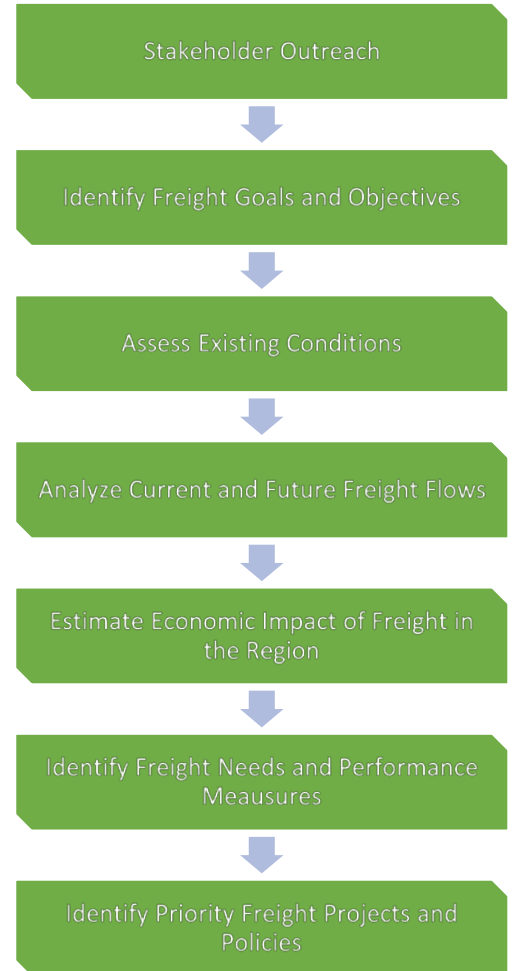 Stakeholder Outreach
Identify Freight Goals and Objectives
Assess Existing Conditions
Analyze Current and Future Freight Flows
Estimate Economic Impact of Freight in
the Region
Identify Freight Needs and Performance
Meausures
Identify Priority Freight Projects and
Policies